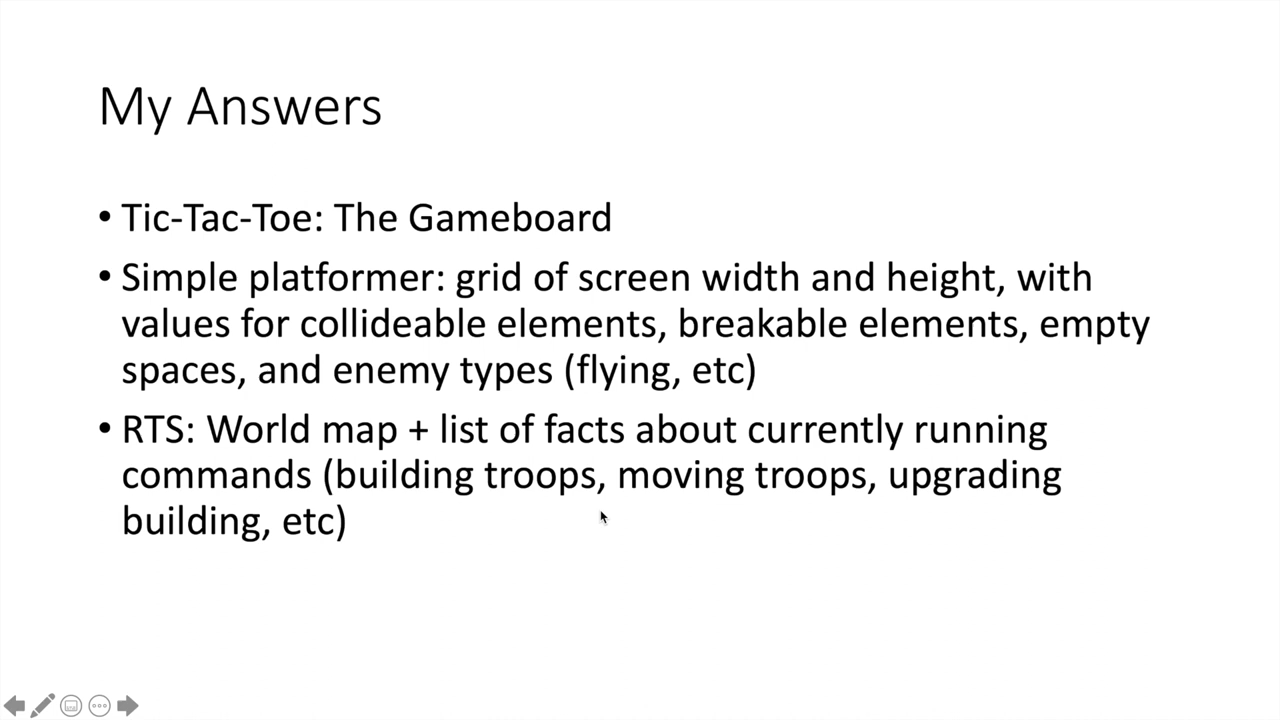 My Answers
• Tic-Tac-Toe: The Gameboard
• Simple platformer: grid of screen width and height, with
values for collideable elements, breakable elements, empty
spaces, and enemy types (flying, etc)
• RTS: World map + list of facts about currently running
commands (building troops, moving troops, upgrading
building, etc)